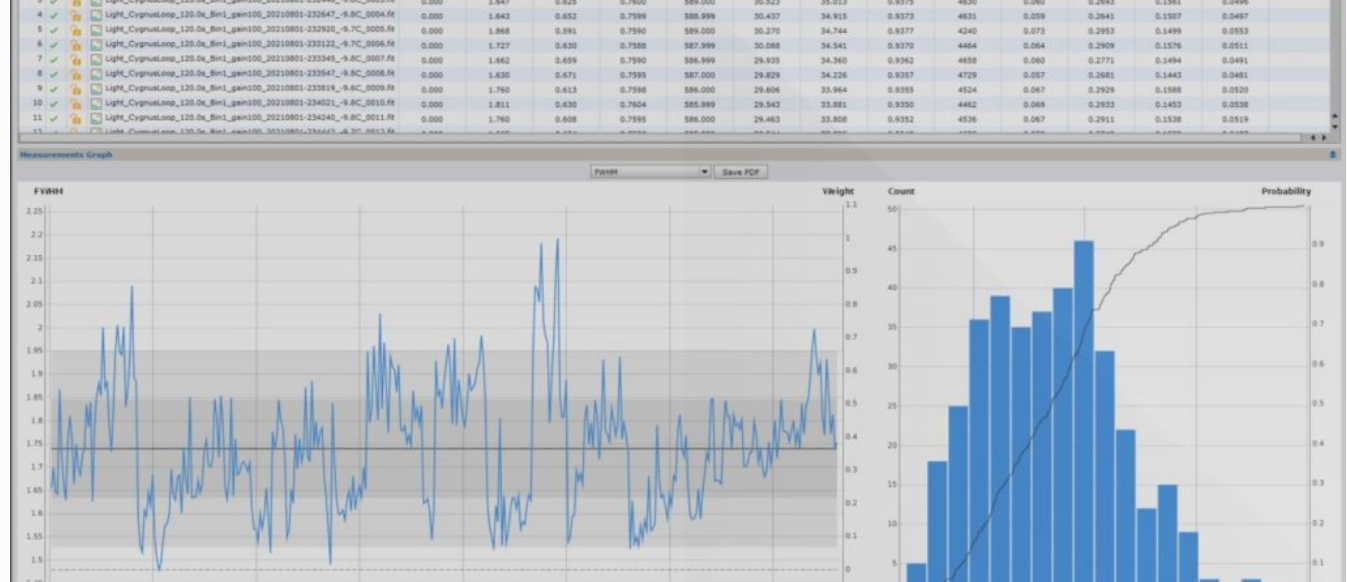 4 Light_CygnusLoop_120.0s_Bin1_gain100_20210801-232647_-9.8C_0004.fit 0.000 1.643 0.652 0.7599 588.999 30.437 34.915 0.9373 4631 0.059 0.2641 0.1507 0.0497
5 Light_CygnusLoop_120.0s_Bin1_gain100_20210801-232920_-9.8C_0005.fit 0.000 1.868 0.591 0.7590 589.000 30.270 34.744 0.9377 4240 0.073 0.2953 0.1499 0.0553
6 Light_CygnusLoop_120.0s_Bin1_gain100_20210801-233122_-9.7C_0006.fit 0.000 1.727 0.630 0.7588 587.999 30.088 34.541 0.9370 4464 0.064 0.2909 0.1576 0.0511
7 Light_CygnusLoop_120.0s_Bin1_gain100_20210801-233345_-9.8C_0007.fit 0.000 1.662 0.659 0.7590 586.999 29.935 34.360 0.9362 4658 0.060 0.2771 0.1494 0.0491
8 Light_CygnusLoop_120.0s_Bin1_gain100_20210801-233547_-9.8C_0008.fit 0.000 1.630 0.671 0.7595 587.000 29.829 34.226 0.9357 4729 0.057 0.2681 0.1443 0.0481
9 Light_CygnusLoop_120.0s_Bin1_gain100_20210801-233819_-9.6C_0009.fit 0.000 1.760 0.613 0.7598 586.000 29.606 33.964 0.9355 4524 0.067 0.2929 0.1588 0.0520
10 Light_CygnusLoop_120.0s_Bin1_gain100_20210801-234021_-9.8C_0010.fit 0.000 1.811 0.630 0.7604 585.999 29.543 33.881 0.9350 4462 0.069 0.2933 0.1453 0.0538
11 Light_CygnusLoop_120.0s_Bin1_gain100_20210801-234240_-9.8C_0011.fit 0.000 1.760 0.608 0.7595 586.000 29.463 33.808 0.9352 4536 0.067 0.2911 0.1538 0.0519
Measurements Graph
FWHM Save PDF
FWHM Weight Count Probability
2.25 1.1 50
2.2 1
45 0.9
2.15
2.1 0.9
40 0.8
2.05 0.8
2 35 0.7
1.95 0.7
1.9 0.6 30 0.6
1.85
1.8 0.5 25 0.5
1.75 0.4 20 0.4
1.7 0.3
1.65 15 0.3
1.6 0.2
10 0.2
1.55 0.1
1.5 0 5 0.1